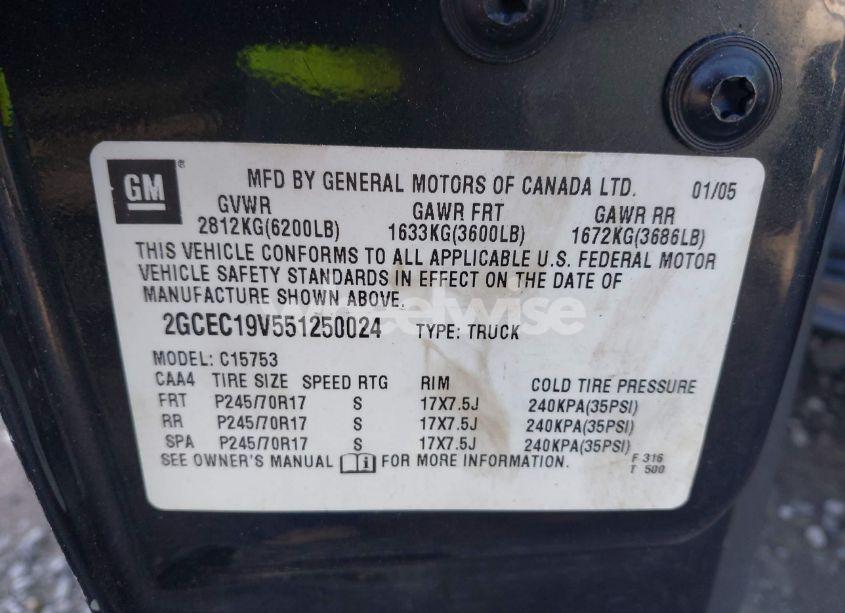 GM ® MFD BY GENERAL MOTORS OF CANADA LTD. 01/05
GVWR GAWR FRT GAWR RR
2812KG(6200LB) 1633KG(3600LB) 1672KG(3686LB)
THIS VEHICLE CONFORMS TO ALL APPLICABLE U.S. FEDERAL MOTOR
VEHICLE SAFETY STANDARDS IN EFFECT ON THE DATE OF
MANUFACTURE SHOWN ABOVE.
2GCEC19V551250024 TYPE: TRUCK
MODEL: C15753
CAA4 TIRE SIZE SPEED RTG RIM COLD TIRE PRESSURE
FRT P245/70R17 S 17X7.5J 240KPA(35PSI)
RR P245/70R17 S 17X7.5J 240KPA(35PSI)
SPA P245/70R17 S 17X7.5J 240KPA(35PSI)
SEE OWNER'S MANUAL FOR MORE INFORMATION. F 316
T 500